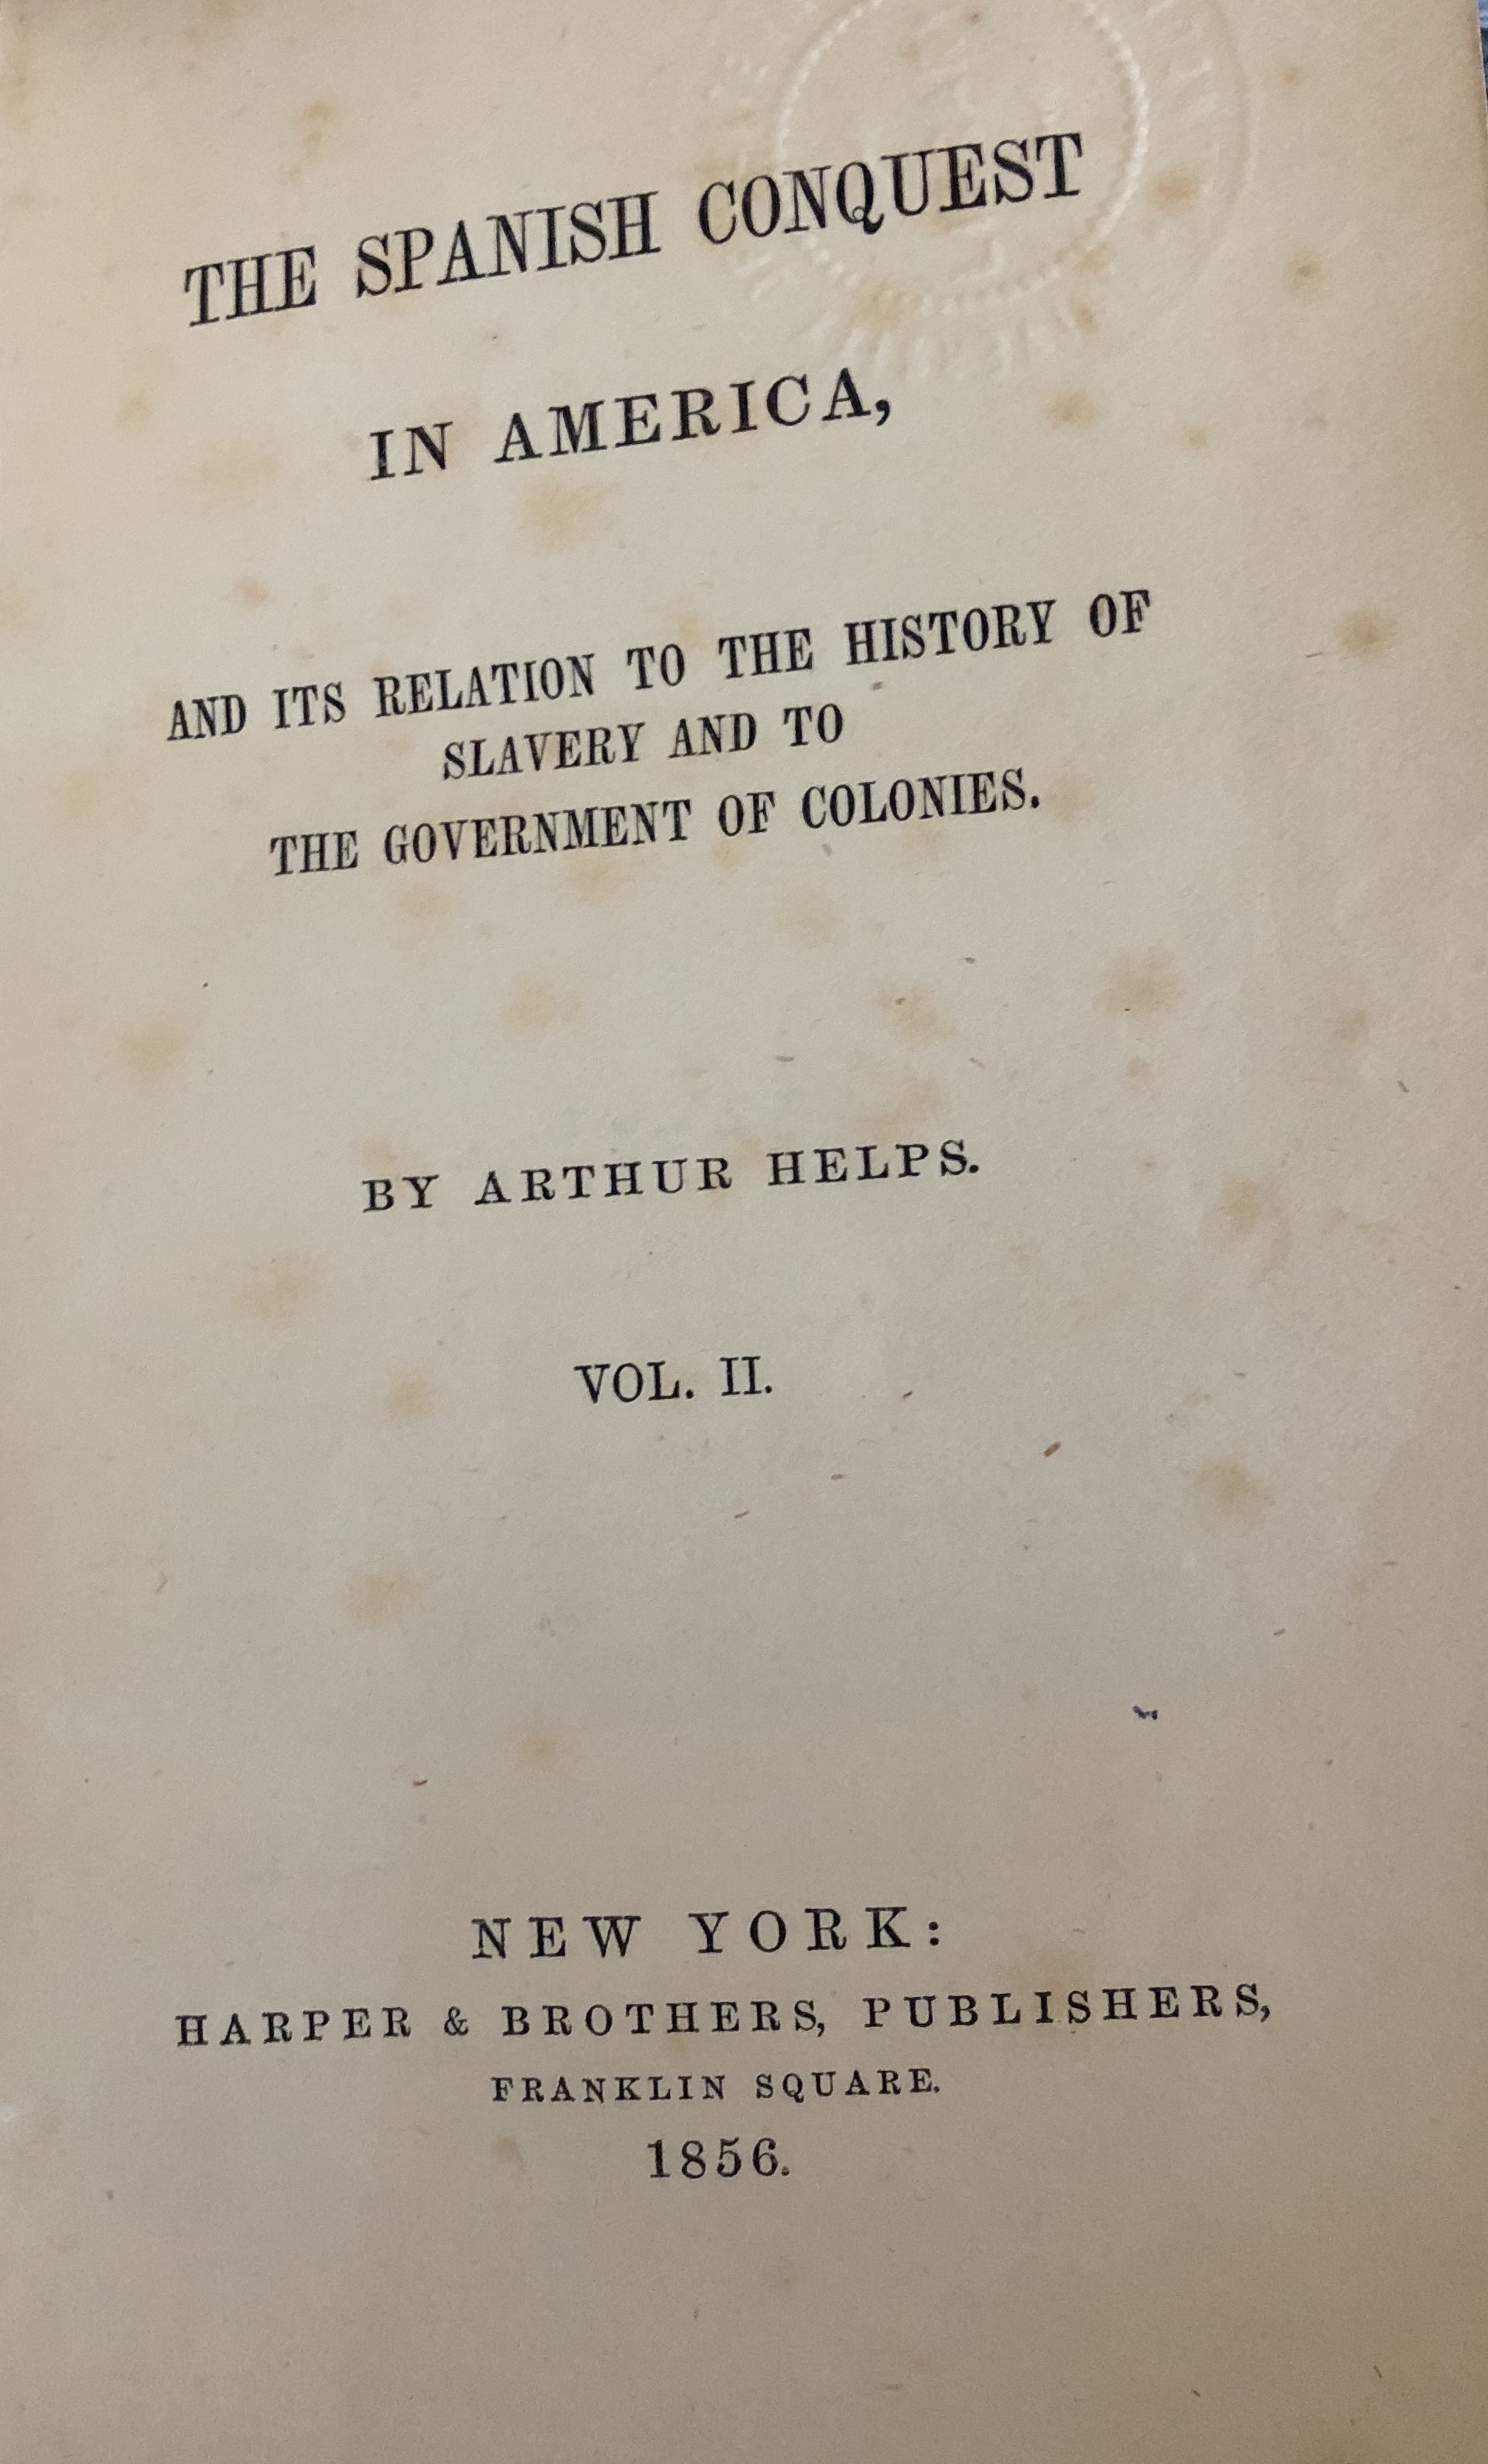 THE SPANISH CONQUEST
IN AMERICA,
AND ITS RELATION TO THE HISTORY OF
SLAVERY AND TO
THE GOVERNMENT OF COLONIES.
BY ARTHUR HELPS.
VOL. II.
NEW YORK:
HARPER & BROTHERS, PUBLISHERS,
FRANKLIN SQUARE.
1856.